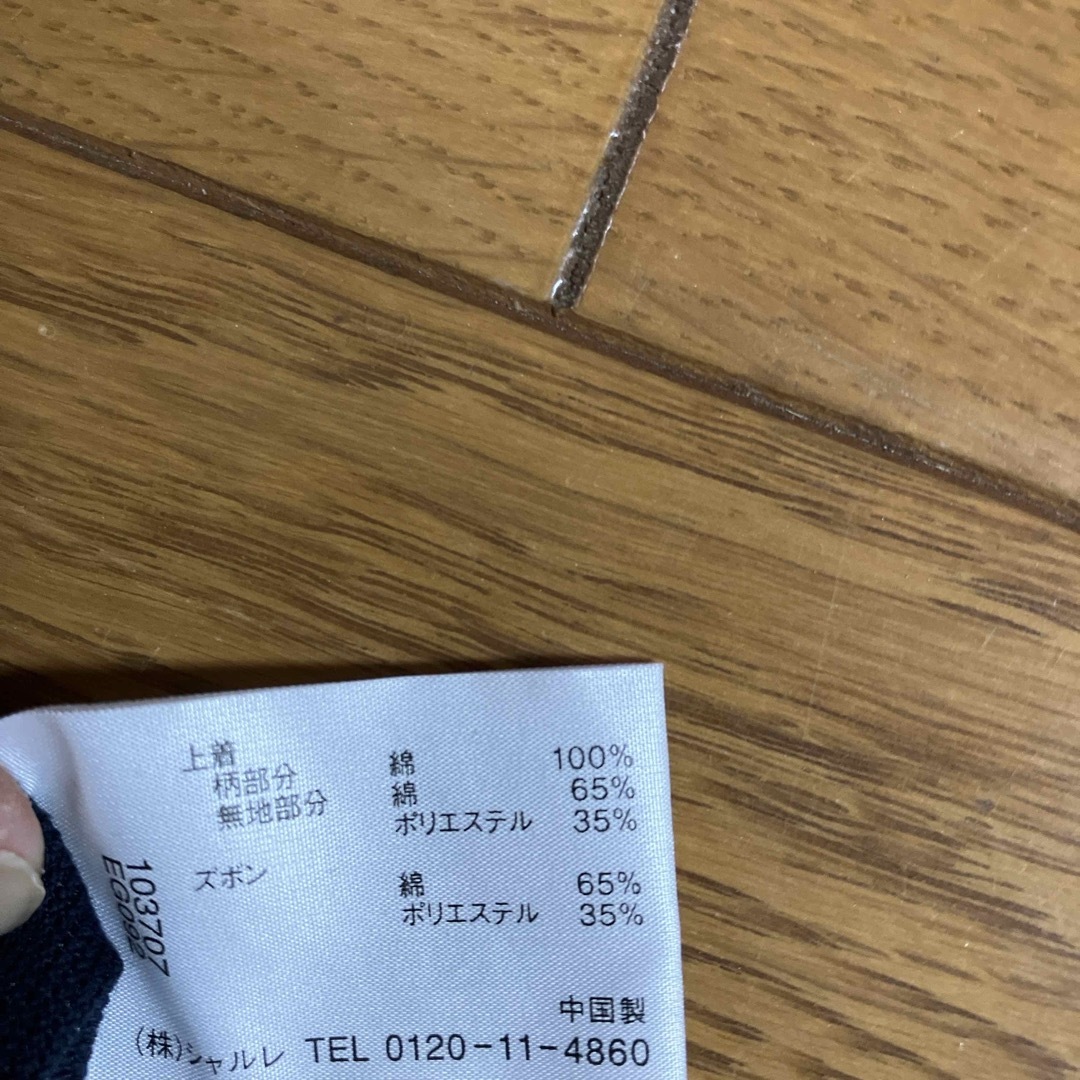 上着
柄部分 綿 100%
無地部分 綿 65%
ポリエステル 35%
ズボン 綿 65%
ポリエステル 35%
103707
EG092
中国製
(株)シャルレ TEL 0120-11-4860